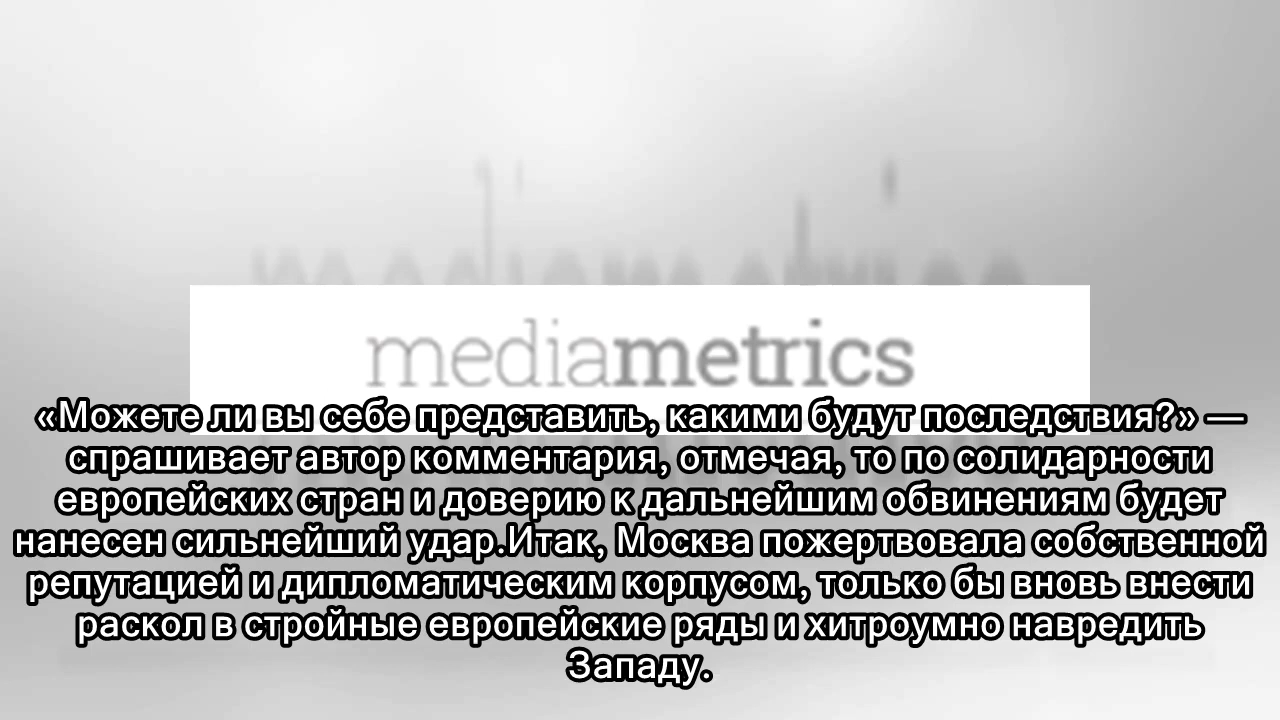 mediametrics
«Можете ли вы себе представить, какими будут последствия?» —
спрашивает автор комментария, отмечая, то по солидарности
европейских стран и доверию к дальнейшим обвинениям будет
нанесен сильнейший удар.Итак, Москва пожертвовала собственной
репутацией и дипломатическим корпусом, только бы вновь внести
раскол в стройные европейские ряды и хитроумно навредить
Западу.